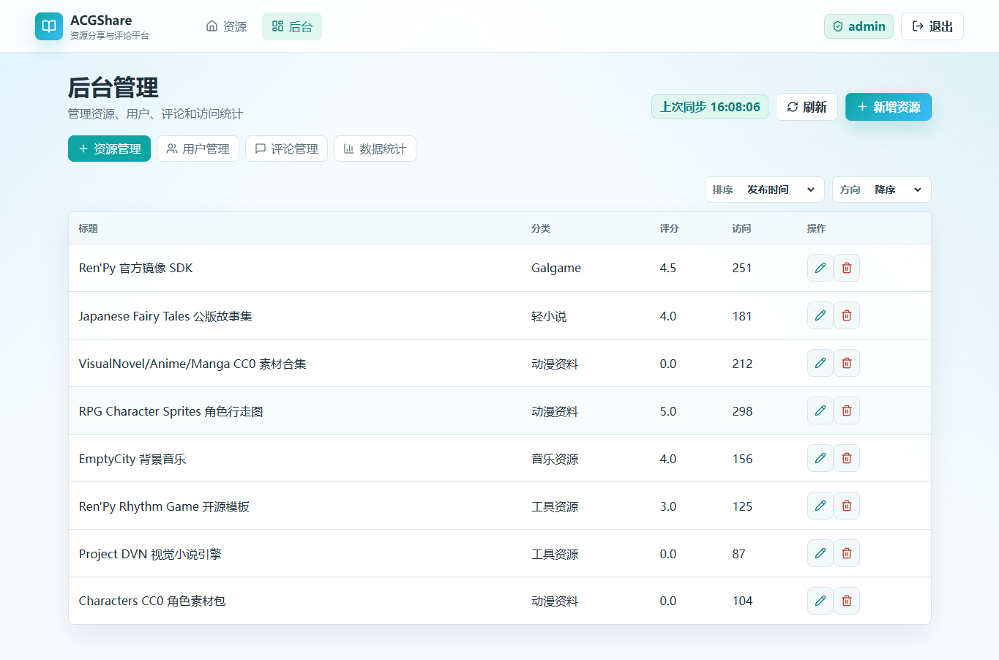 ACGShare
资源分享与评论平台
资源
后台
admin
退出
后台管理
管理资源、用户、评论和访问统计
上次同步 16:08:06
刷新
新增资源
资源管理
用户管理
评论管理
数据统计
排序 发布时间
方向 降序
标题 分类 评分 访问 操作
Ren'Py 官方镜像 SDK Galgame 4.5 251
Japanese Fairy Tales 公版故事集 轻小说 4.0 181
VisualNovel/Anime/Manga CC0 素材合集 动漫资料 0.0 212
RPG Character Sprites 角色行走图 动漫资料 5.0 298
EmptyCity 背景音乐 音乐资源 4.0 156
Ren'Py Rhythm Game 开源模板 工具资源 3.0 125
Project DVN 视觉小说引擎 工具资源 0.0 87
Characters CC0 角色素材包 动漫资料 0.0 104